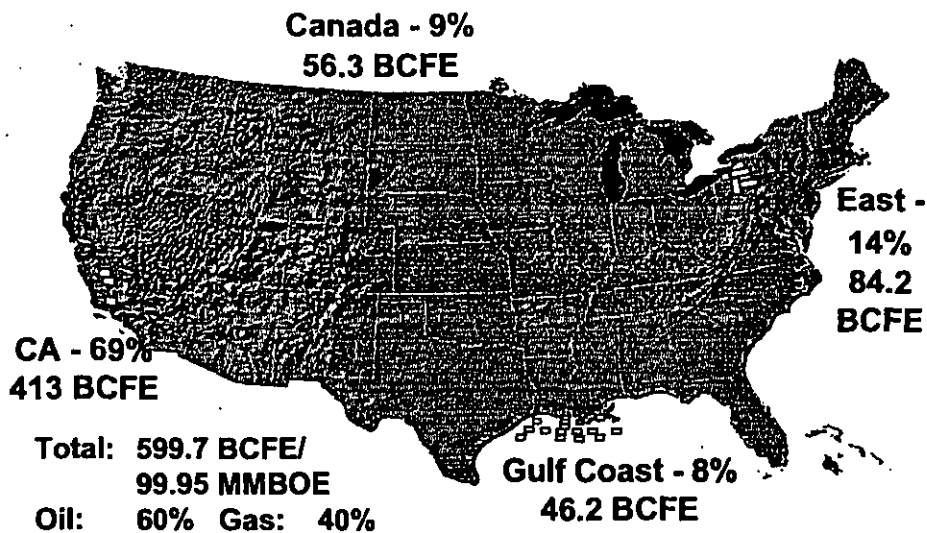 Canada - 9%
56.3 BCFE
East -
14%
84.2
BCFE
CA - 69%
413 BCFE
Total: 599.7 BCFE/
99.95 MMBOE
Oil: 60% Gas: 40%
Gulf Coast - 8%
46.2 BCFE